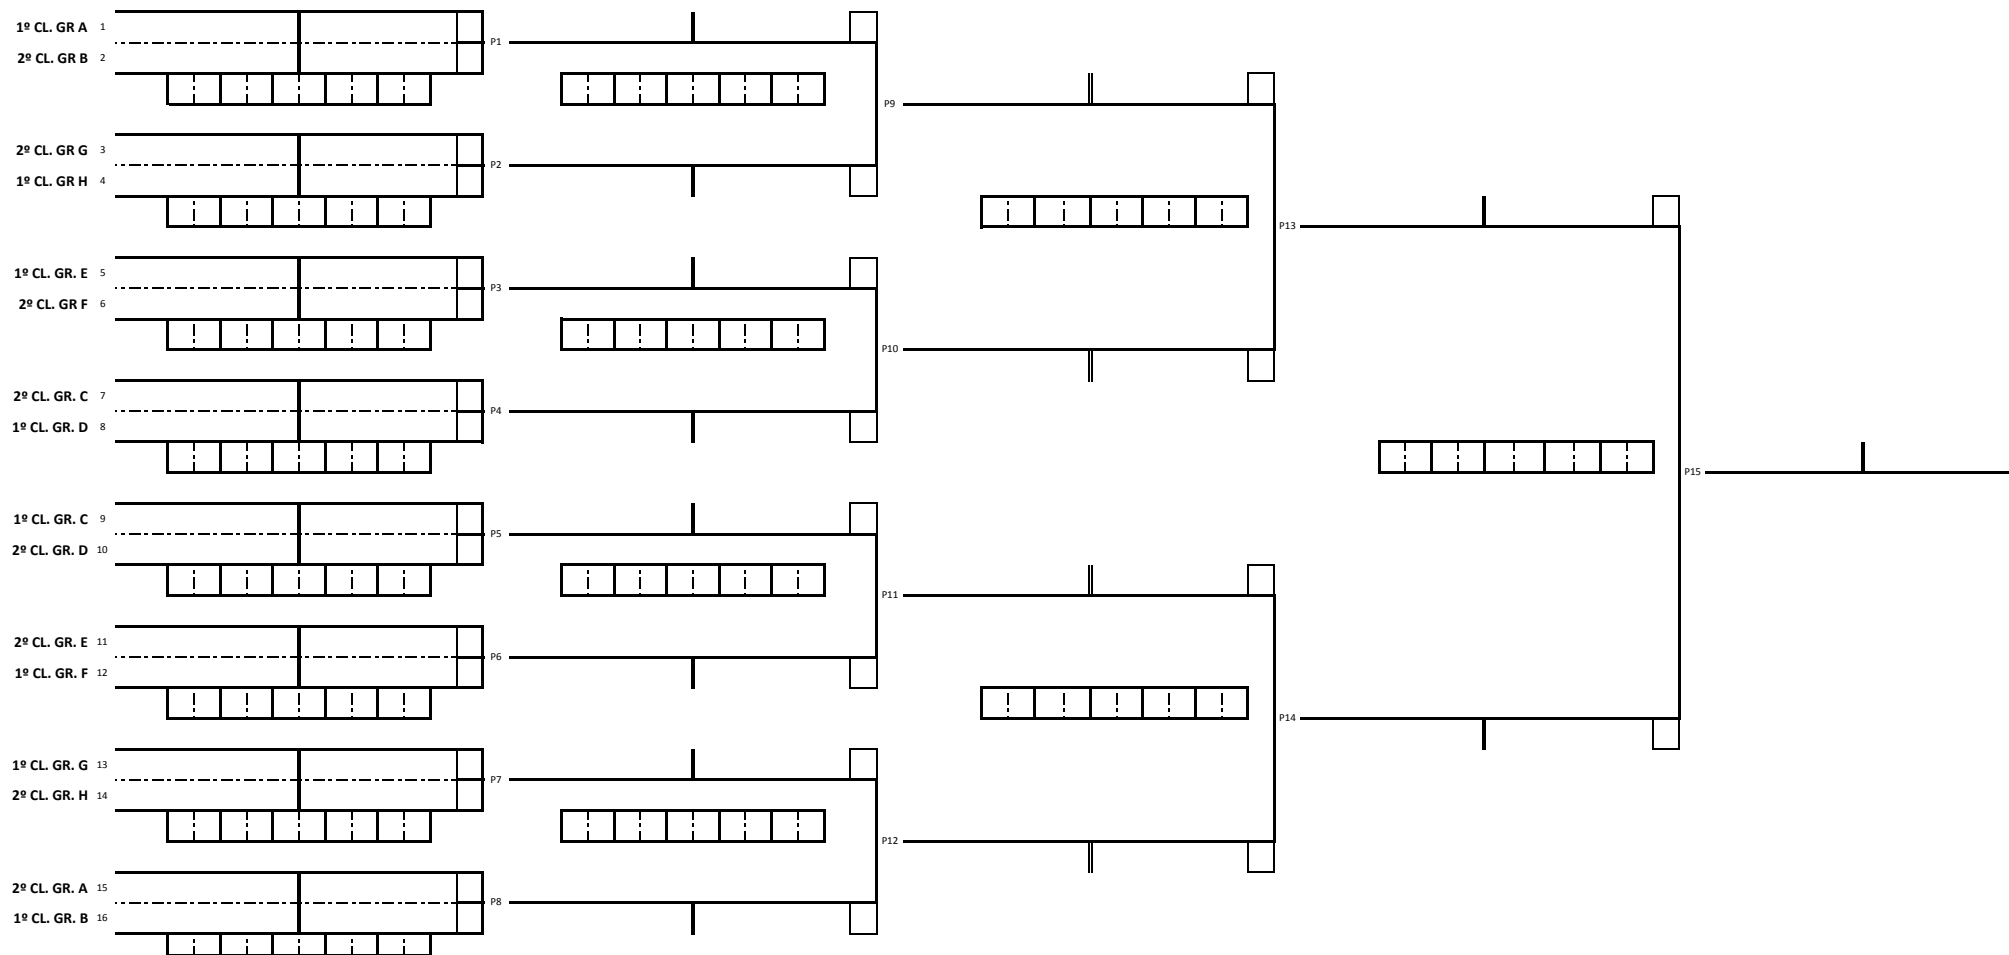 1º CL. GR A 1
P1
2º CL. GR B 2
P9
2º CL. GR G 3
P2
1º CL. GR H 4
P13
1º CL. GR. E 5
P3
2º CL. GR F 6
P10
2º CL. GR. C 7
P4
1º CL. GR. D 8
P15
1º CL. GR. C 9
P5
2º CL. GR. D 10
P11
2º CL. GR. E 11
P6
1º CL. GR. F 12
P14
1º CL. GR. G 13
P7
2º CL. GR. H 14
P12
2º CL. GR. A 15
P8
1º CL. GR. B 16